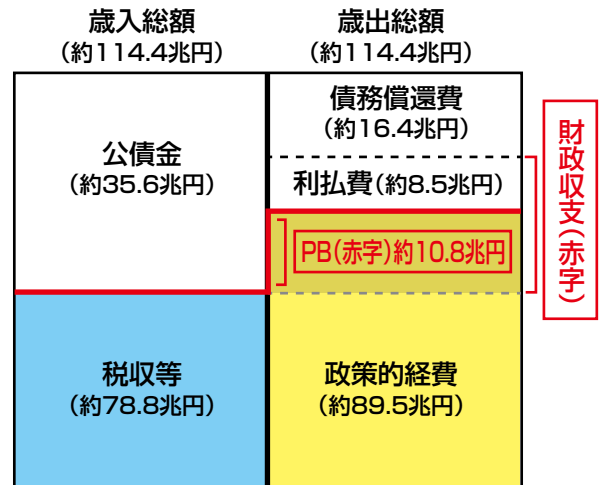 歳入総額
（約114.4兆円）
歳出総額
（約114.4兆円）
公債金
（約35.6兆円）
債務償還費
（約16.4兆円）
利払費（約8.5兆円）
PB（赤字）約10.8兆円
財政収支（赤字）
税収等
（約78.8兆円）
政策的経費
（約89.5兆円）